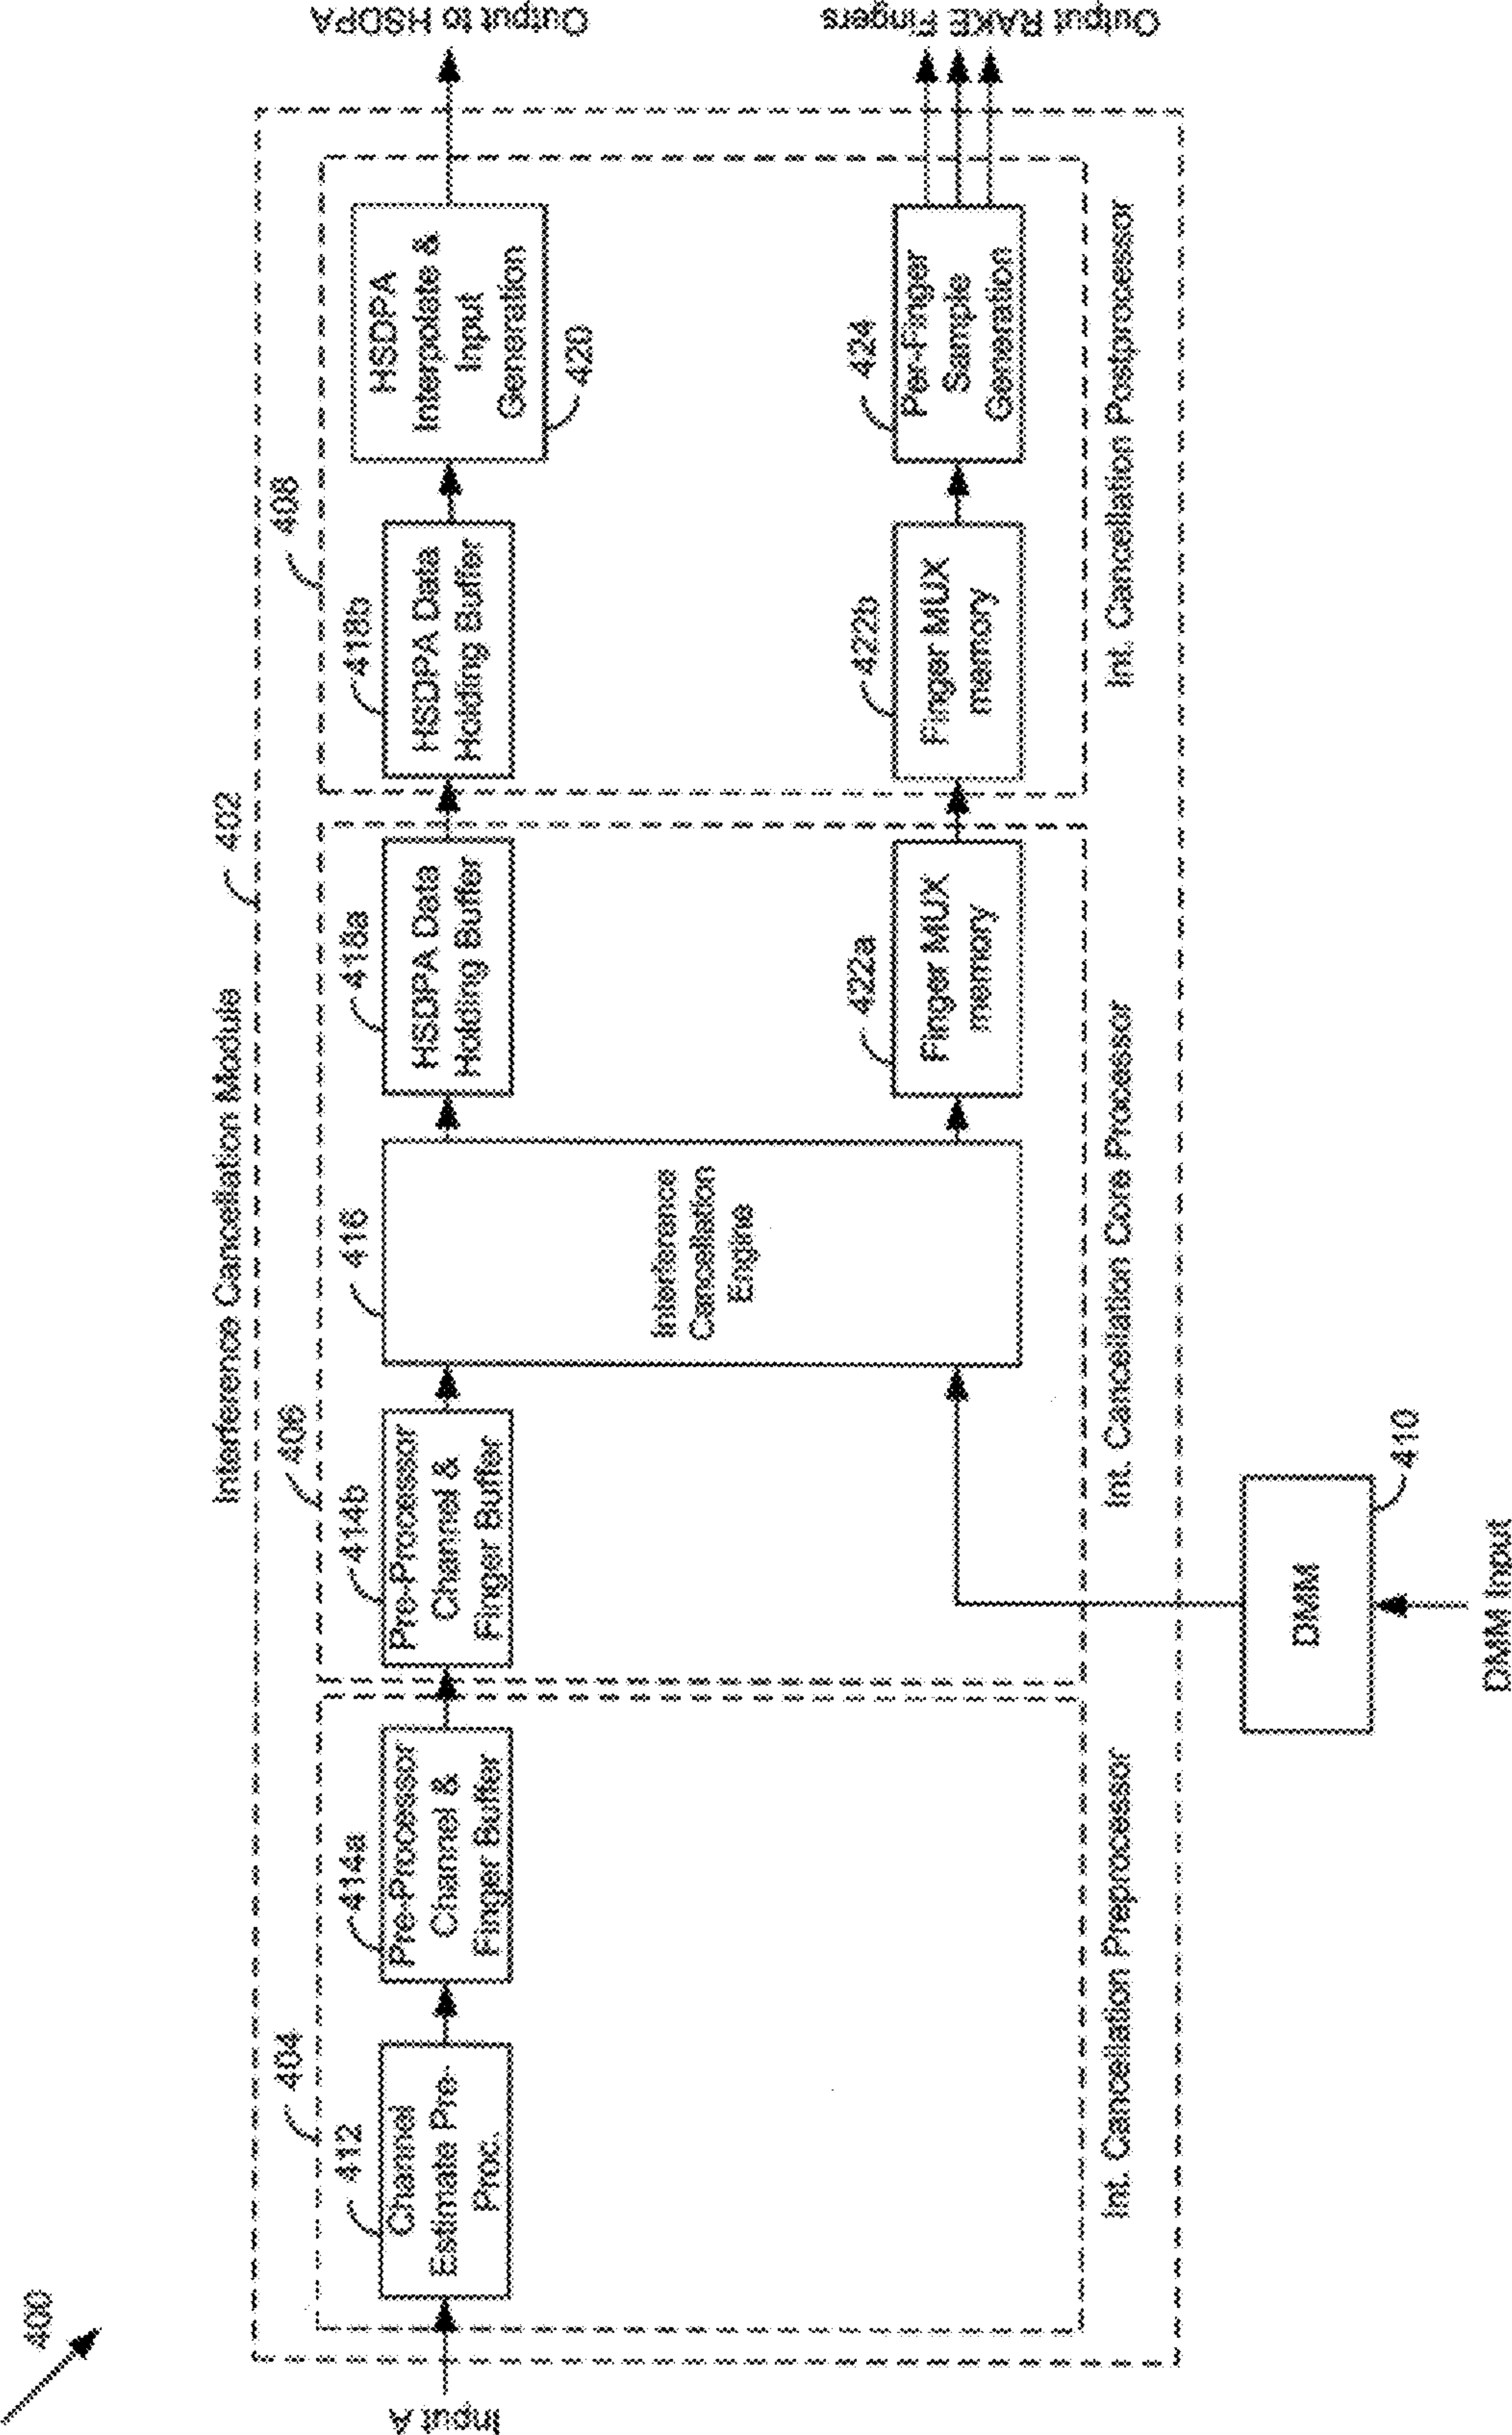 400
Interference Cancellation Module
402
404
406
408
Input A
412
Channel
Estimate Pre-
Proc.
414a
Pre-Processor
Channel &
Finger Buffer
414b
Pre-Processor
Channel &
Finger Buffer
416
Interference
Cancellation
Engine
418a
HSDPA Data
Holding Buffer
418b
HSDPA Data
Holding Buffer
HSDPA
Interpolate &
Input
Generation
420
Output to HSDPA
422a
Finger MUX
memory
422b
Finger MUX
memory
424
Per-Finger
Sample
Generation
Output RAKE Fingers
Int. Cancellation Preprocessor
Int. Cancellation Core Processor
Int. Cancellation Postprocessor
DMM
410
DMM Input